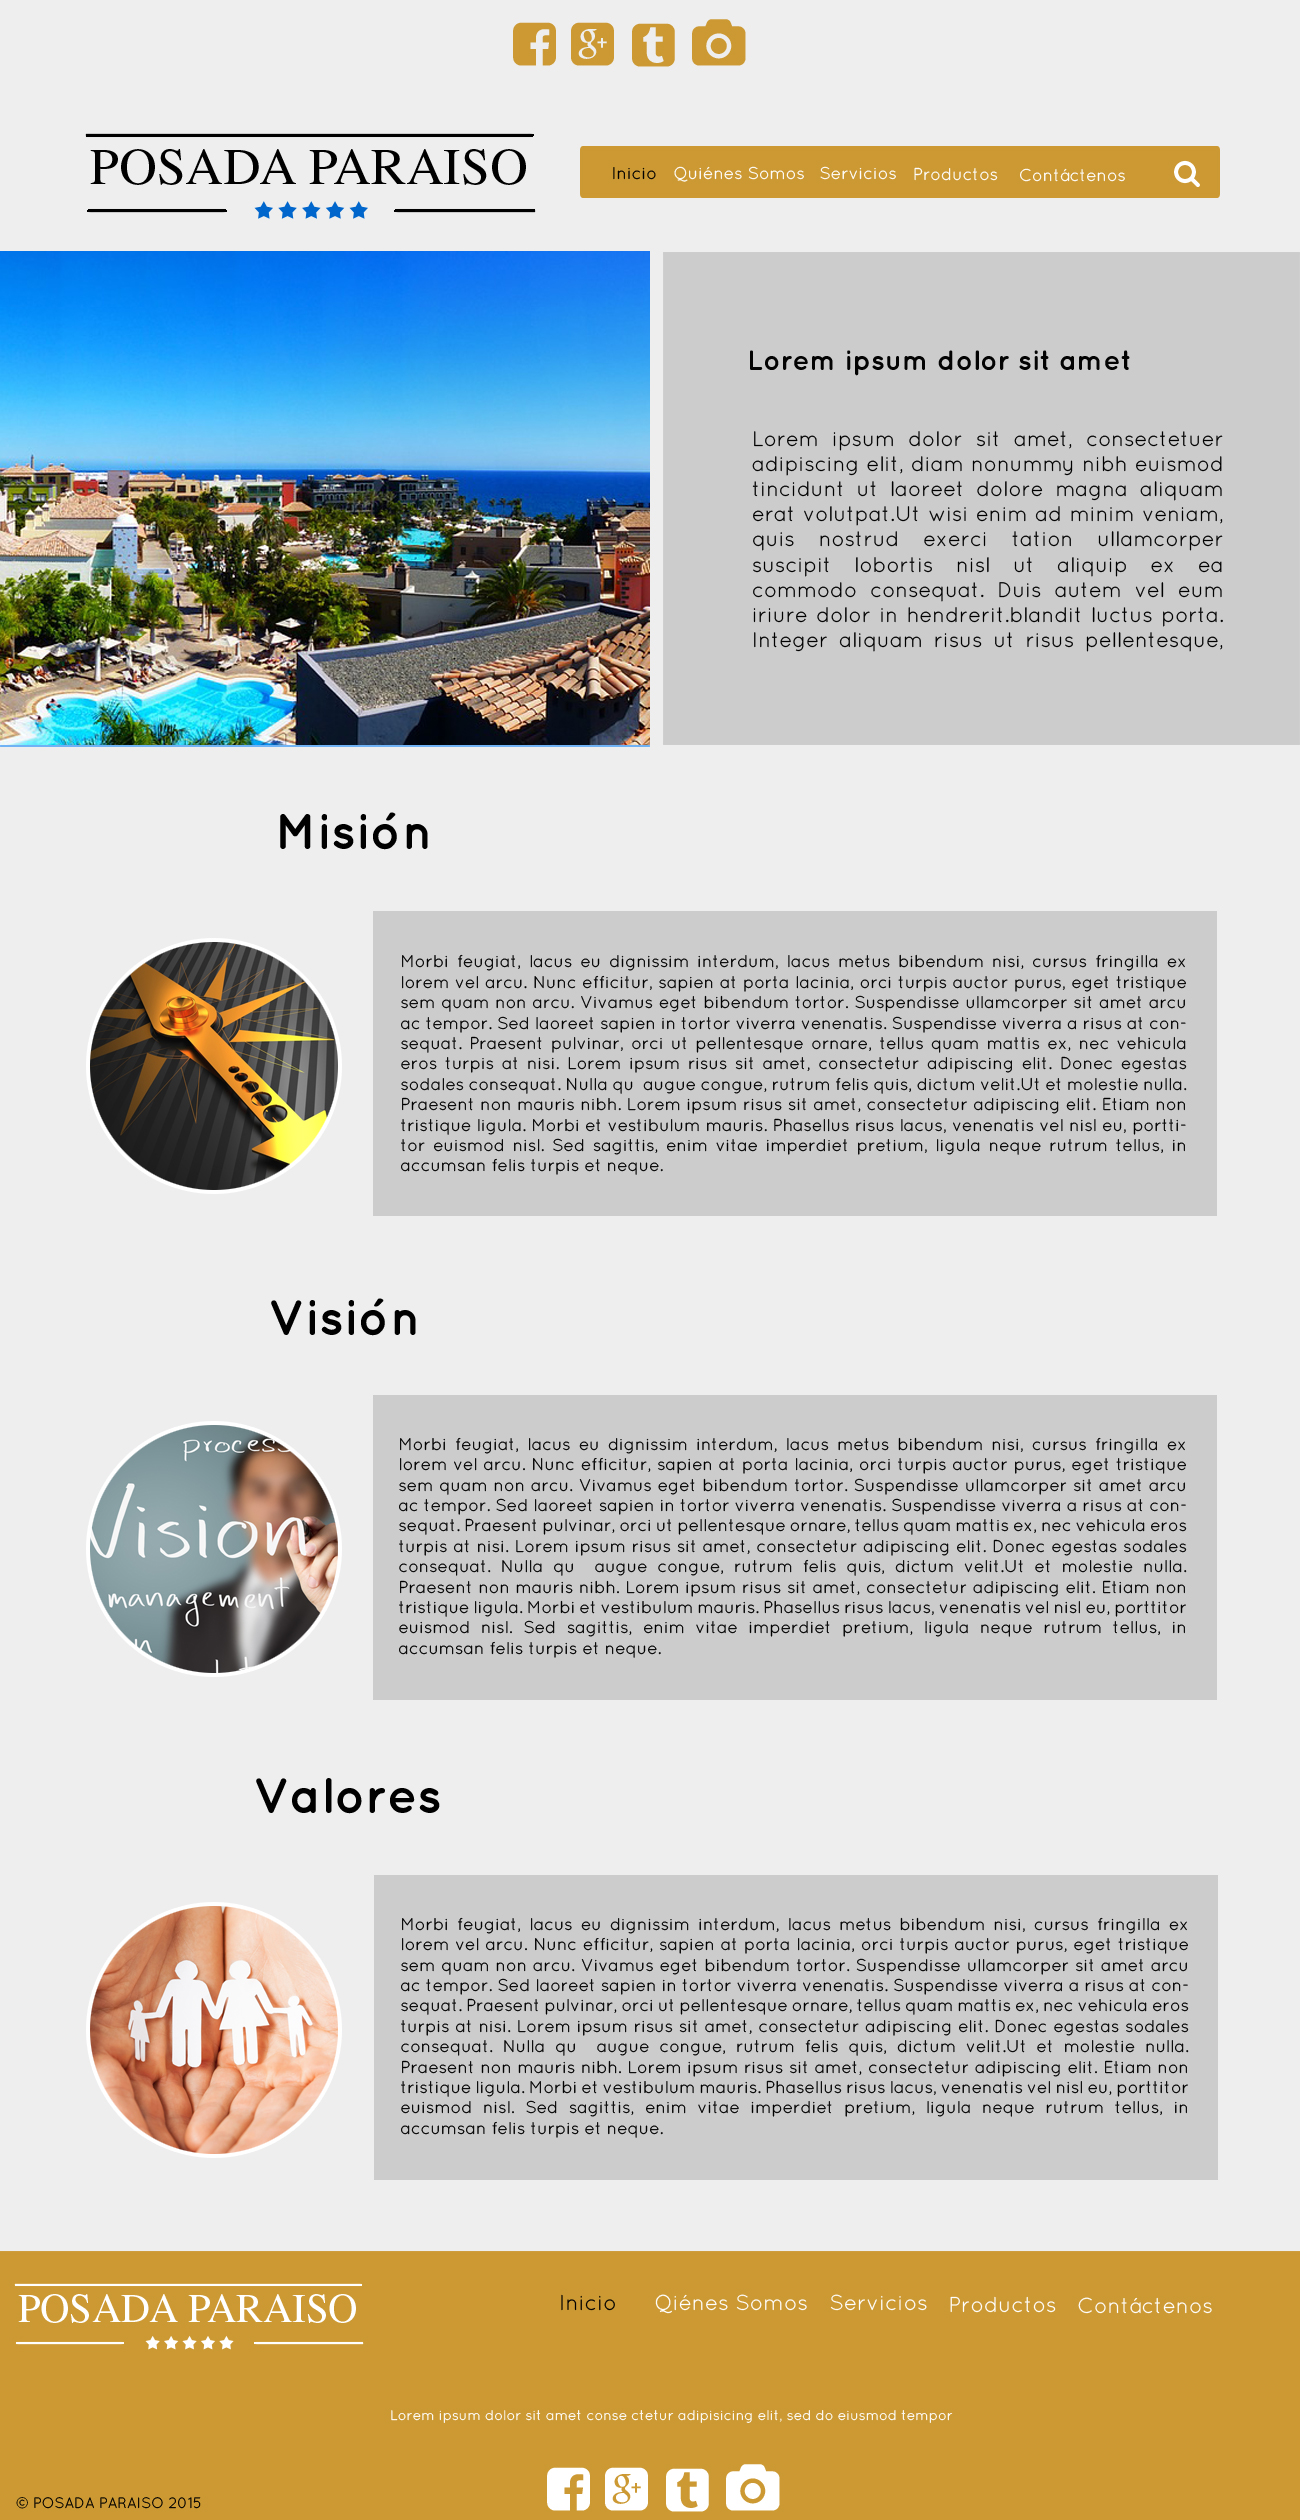 POSADA PARAISO
Inicio Quiénes Somos Servicios Productos Contáctenos
Lorem ipsum dolor sit amet
Lorem ipsum dolor sit amet, consectetuer
adipiscing elit, diam nonummy nibh euismod
tincidunt ut laoreet dolore magna aliquam
erat volutpat.Ut wisi enim ad minim veniam,
quis nostrud exerci tation ullamcorper
suscipit lobortis nisl ut aliquip ex ea
commodo consequat. Duis autem vel eum
iriure dolor in hendrerit.blandit luctus porta.
Integer aliquam risus ut risus pellentesque,
Misión
Morbi feugiat, lacus eu dignissim interdum, lacus metus bibendum nisi, cursus fringilla ex
lorem vel arcu. Nunc efficitur, sapien at porta lacinia, orci turpis auctor purus, eget tristique
sem quam non arcu. Vivamus eget bibendum tortor. Suspendisse ullamcorper sit amet arcu
ac tempor. Sed laoreet sapien in tortor viverra venenatis. Suspendisse viverra a risus at con-
sequat. Praesent pulvinar, orci ut pellentesque ornare, tellus quam mattis ex, nec vehicula
eros turpis at nisi. Lorem ipsum risus sit amet, consectetur adipiscing elit. Donec egestas
sodales consequat. Nulla qu augue congue, rutrum felis quis, dictum velit.Ut et molestie nulla.
Praesent non mauris nibh. Lorem ipsum risus sit amet, consectetur adipiscing elit. Etiam non
tristique ligula. Morbi et vestibulum mauris. Phasellus risus lacus, venenatis vel nisl eu, portti-
tor euismod nisl. Sed sagittis, enim vitae imperdiet pretium, ligula neque rutrum tellus, in
accumsan felis turpis et neque.
Visión
process
Vision
management
Morbi feugiat, lacus eu dignissim interdum, lacus metus bibendum nisi, cursus fringilla ex
lorem vel arcu. Nunc efficitur, sapien at porta lacinia, orci turpis auctor purus, eget tristique
sem quam non arcu. Vivamus eget bibendum tortor. Suspendisse ullamcorper sit amet arcu
ac tempor. Sed laoreet sapien in tortor viverra venenatis. Suspendisse viverra a risus at con-
sequat. Praesent pulvinar, orci ut pellentesque ornare, tellus quam mattis ex, nec vehicula eros
turpis at nisi. Lorem ipsum risus sit amet, consectetur adipiscing elit. Donec egestas sodales
consequat. Nulla qu augue congue, rutrum felis quis, dictum velit.Ut et molestie nulla.
Praesent non mauris nibh. Lorem ipsum risus sit amet, consectetur adipiscing elit. Etiam non
tristique ligula. Morbi et vestibulum mauris. Phasellus risus lacus, venenatis vel nisl eu, porttitor
euismod nisl. Sed sagittis, enim vitae imperdiet pretium, ligula neque rutrum tellus, in
accumsan felis turpis et neque.
Valores
Morbi feugiat, lacus eu dignissim interdum, lacus metus bibendum nisi, cursus fringilla ex
lorem vel arcu. Nunc efficitur, sapien at porta lacinia, orci turpis auctor purus, eget tristique
sem quam non arcu. Vivamus eget bibendum tortor. Suspendisse ullamcorper sit amet arcu
ac tempor. Sed laoreet sapien in tortor viverra venenatis. Suspendisse viverra a risus at con-
sequat. Praesent pulvinar, orci ut pellentesque ornare, tellus quam mattis ex, nec vehicula eros
turpis at nisi. Lorem ipsum risus sit amet, consectetur adipiscing elit. Donec egestas sodales
consequat. Nulla qu augue congue, rutrum felis quis, dictum velit.Ut et molestie nulla.
Praesent non mauris nibh. Lorem ipsum risus sit amet, consectetur adipiscing elit. Etiam non
tristique ligula. Morbi et vestibulum mauris. Phasellus risus lacus, venenatis vel nisl eu, porttitor
euismod nisl. Sed sagittis, enim vitae imperdiet pretium, ligula neque rutrum tellus, in
accumsan felis turpis et neque.
POSADA PARAISO
Inicio Qiénes Somos Servicios Productos Contáctenos
Lorem ipsum dolor sit amet conse ctetur adipisicing elit, sed do eiusmod tempor
© POSADA PARAISO 2015